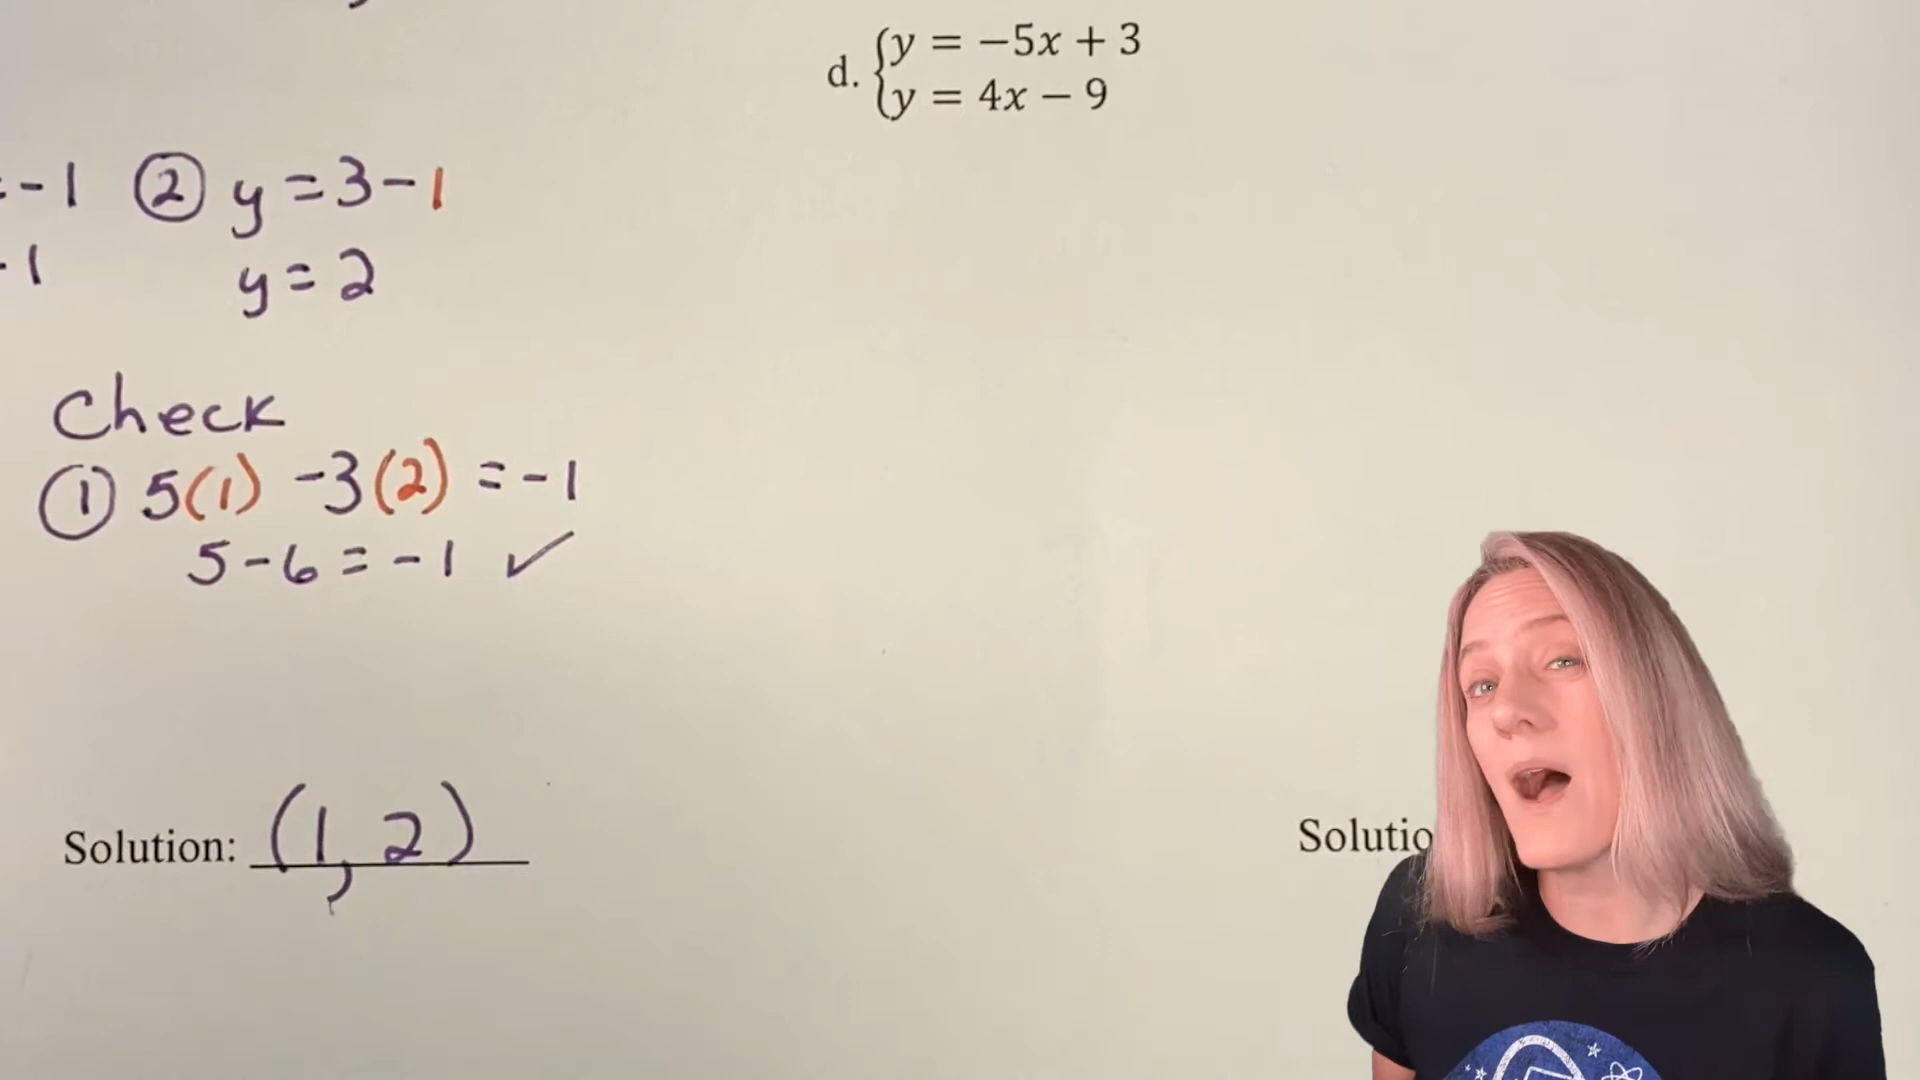 = -1 ② y = 3 - 1
- 1
y = 2
Check
① 5(1) - 3(2) = -1
5 - 6 = -1 ✓
Solution: (1, 2)
d. { y = −5x + 3
y = 4x − 9
Solutio